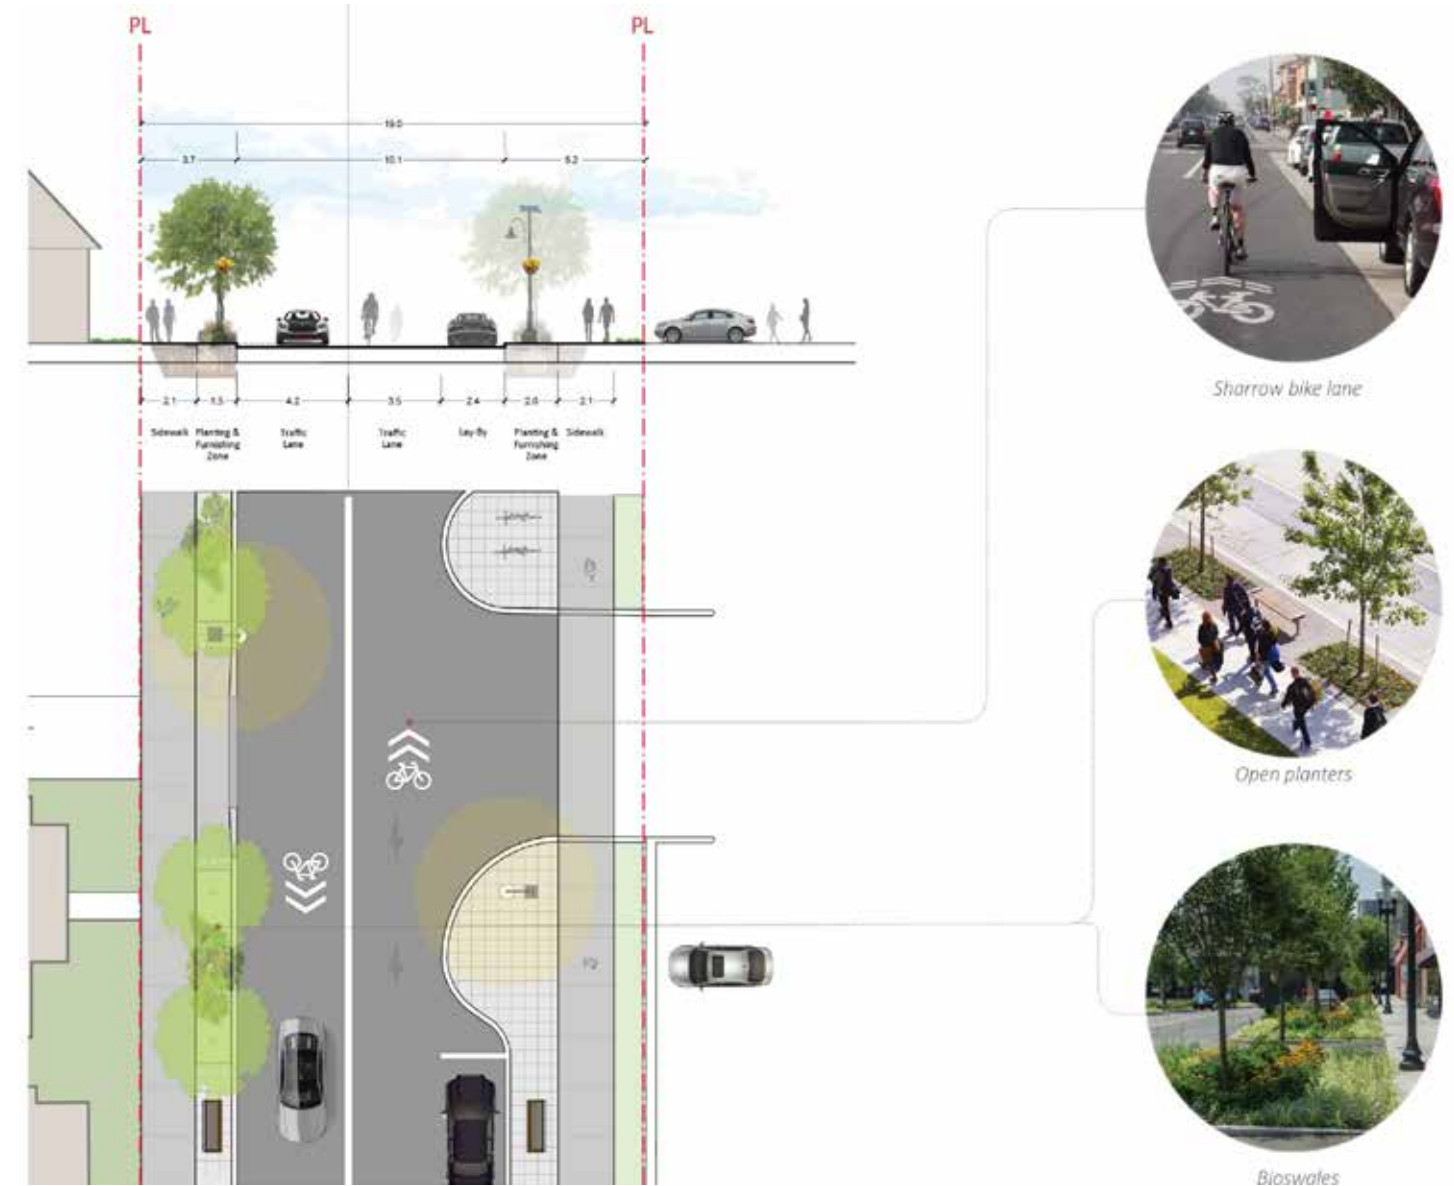 PL
PL
19.0
3.7
10.1
5.2
2.1
1.5
4.2
3.5
2.4
2.0
2.1
Sidewalk
Planting &
Furnishing
Zone
Traffic
Lane
Traffic
Lane
Lay-By
Planting &
Furnishing
Zone
Sidewalk
Sharrow bike lane
Open planters
Bioswales